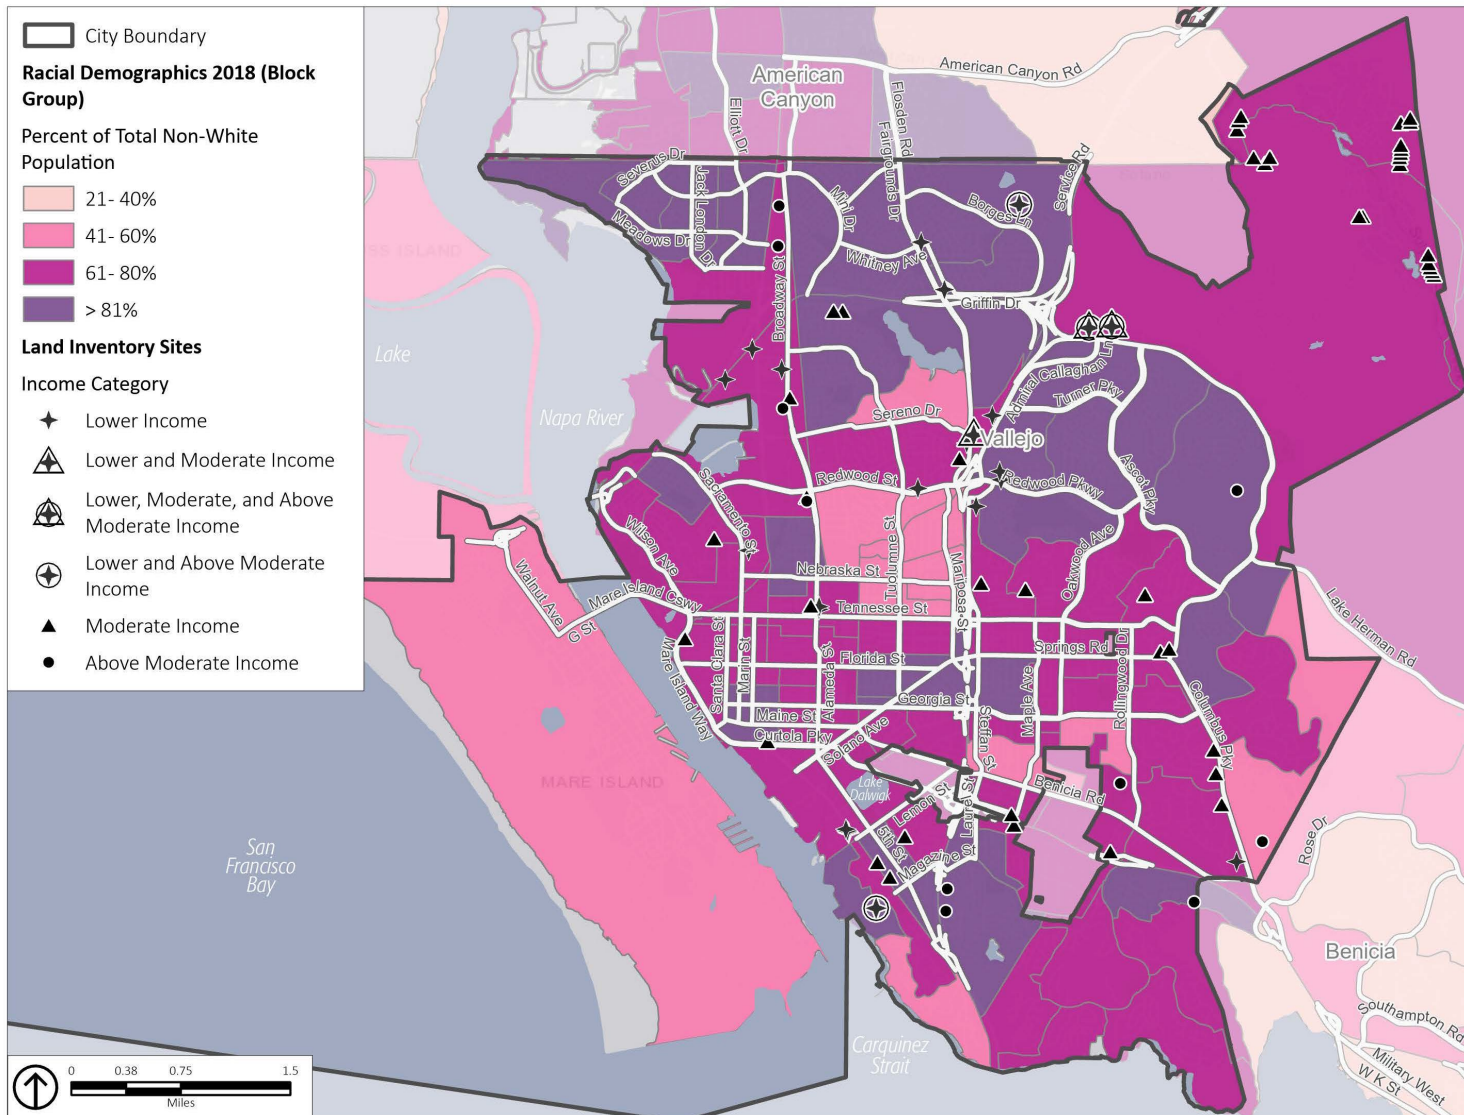 City Boundary
Racial Demographics 2018 (Block
Group)
Percent of Total Non-White
Population
21- 40%
41- 60%
61- 80%
> 81%
Land Inventory Sites
Income Category
Lower Income
Lower and Moderate Income
Lower, Moderate, and Above
Moderate Income
Lower and Above Moderate
Income
Moderate Income
Above Moderate Income
American
Canyon
American Canyon Rd
Elliott Dr
Flosden Rd
Fairgrounds Dr
Service Rd
Severus Dr
Jack London Dr
Meadows Dr
Mini Dr
Borges Ln
Whitney Ave
Broadway St
Griffin Dr
Lake
Napa River
Admiral Callaghan Ln
Turner Pky
Sereno Dr
Vallejo
Ascot Pky
Redwood St
Redwood Pkwy
Sacramento St
Wilson Ave
Tuolumne St
Mariposa St
Oakwood Ave
Nebraska St
Walnut Ave
G St
Mare Island Cswy
Tennessee St
Lake Herman Rd
Mare Island Way
Santa Clara St
Marin St
Florida St
Alameda St
Springs Rd
Rollingwood Dr
Georgia St
Maple Ave
Steffan St
Columbus Pky
Maine St
Curtola Pky
Solano Ave
MARE ISLAND
Lake
Dalwigk
Lemon St
Laurel St
Benicia Rd
5th St
Magazine St
Rose Dr
San
Francisco
Bay
Benicia
Southampton Rd
Carquinez
Strait
Military West
W K St
0 0.38 0.75 1.5
Miles